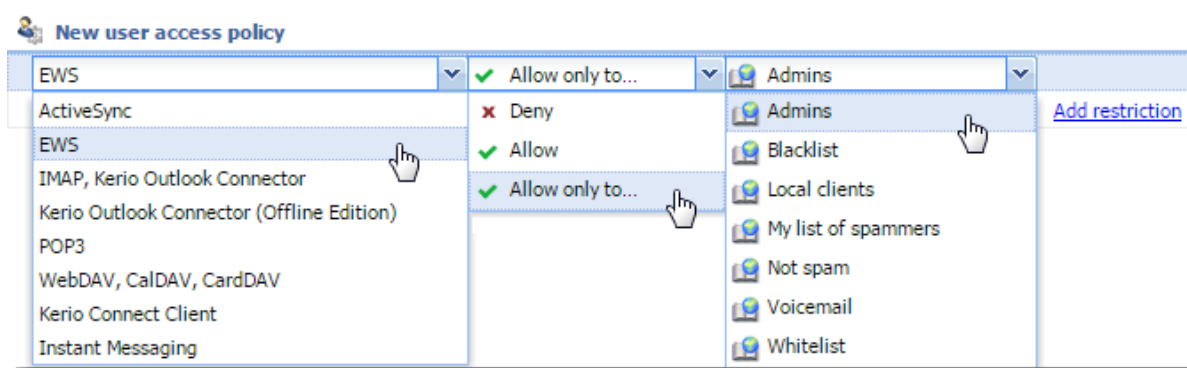 New user access policy
EWS
Allow only to...
Admins
ActiveSync
EWS
IMAP, Kerio Outlook Connector
Kerio Outlook Connector (Offline Edition)
POP3
WebDAV, CalDAV, CardDAV
Kerio Connect Client
Instant Messaging
Deny
Allow
Allow only to...
Admins
Blacklist
Local clients
My list of spammers
Not spam
Voicemail
Whitelist
Add restriction